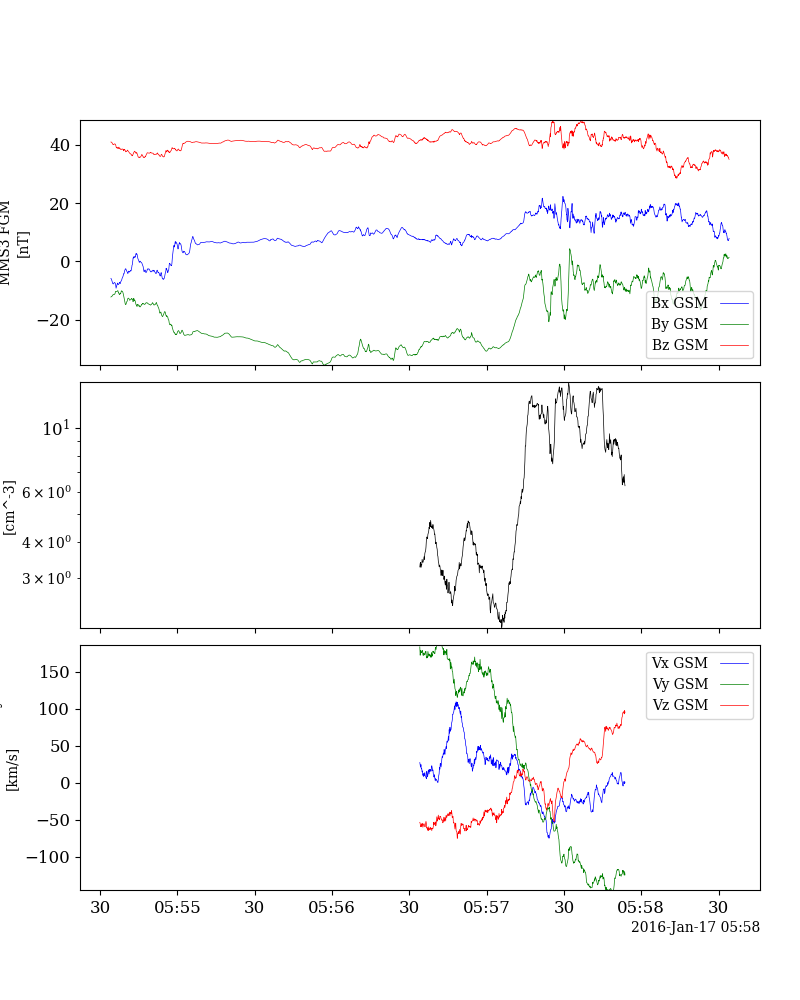 40
20
0
−20
MMS3 FGM
[nT]
Bx GSM
By GSM
Bz GSM
10^1
6 × 10^0
4 × 10^0
3 × 10^0
[cm^-3]
150
100
50
0
−50
−100
[km/s]
Vx GSM
Vy GSM
Vz GSM
30 05:55 30 05:56 30 05:57 30 05:58 30
2016-Jan-17 05:58